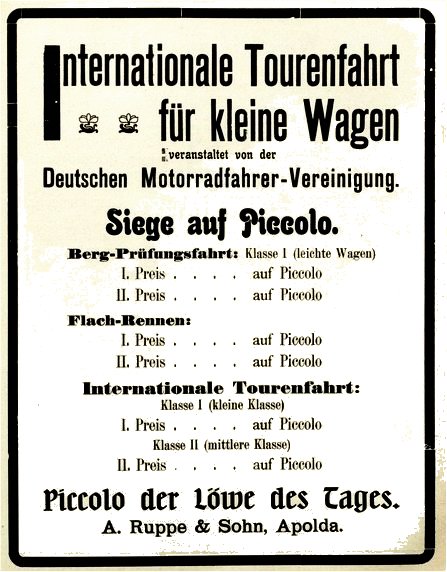 Internationale Tourenfahrt
für kleine Wagen
veranstaltet von der
Deutschen Motorradfahrer-Vereinigung.
Siege auf Piccolo.
Berg-Prüfungsfahrt: Klasse I (leichte Wagen)
I. Preis . . . . auf Piccolo
II. Preis . . . . auf Piccolo
Flach-Rennen:
I. Preis . . . . auf Piccolo
II. Preis . . . . auf Piccolo
Internationale Tourenfahrt:
Klasse I (kleine Klasse)
I. Preis . . . . auf Piccolo
Klasse II (mittlere Klasse)
II. Preis . . . . auf Piccolo
Piccolo der Löwe des Tages.
A. Ruppe & Sohn, Apolda.